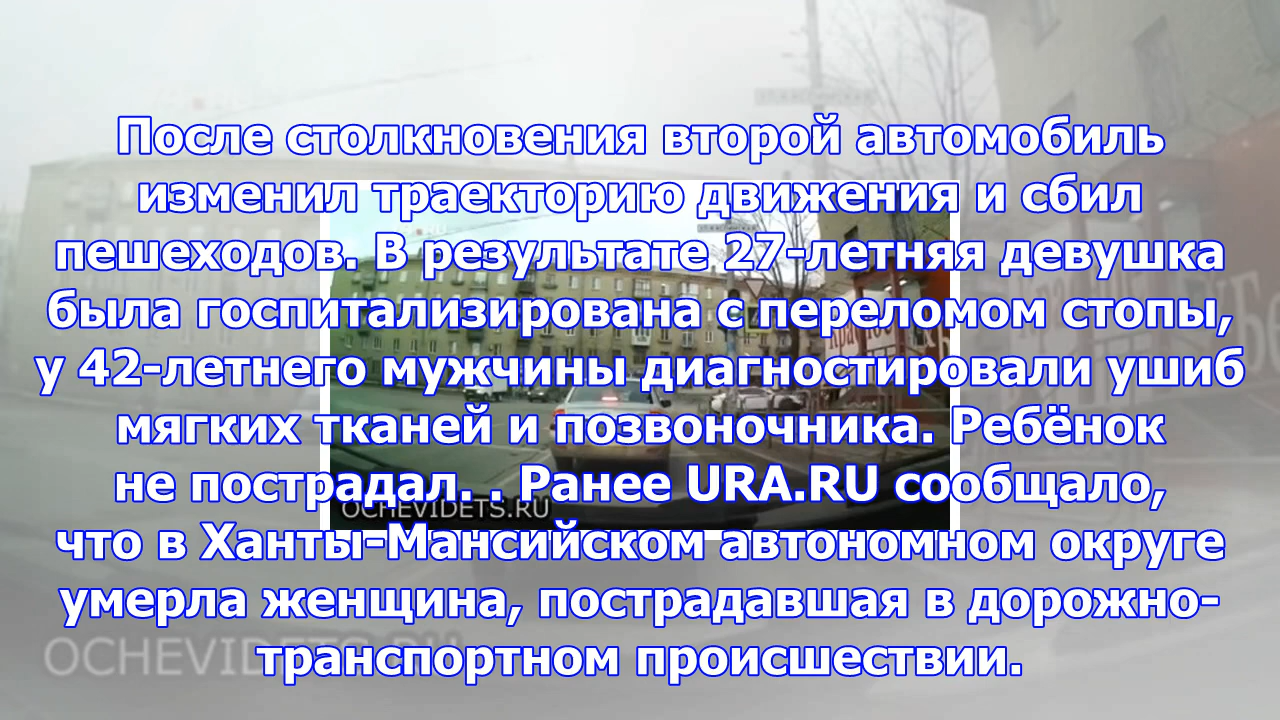 После столкновения второй автомобиль
изменил траекторию движения и сбил
пешеходов. В результате 27-летняя девушка
была госпитализирована с переломом стопы,
у 42-летнего мужчины диагностировали ушиб
мягких тканей и позвоночника. Ребёнок
не пострадал. . Ранее URA.RU сообщало,
что в Ханты-Мансийском автономном округе
умерла женщина, пострадавшая в дорожно-
транспортном происшествии.
OCHEVIDETS.RU
OCHEVIDETS.RU